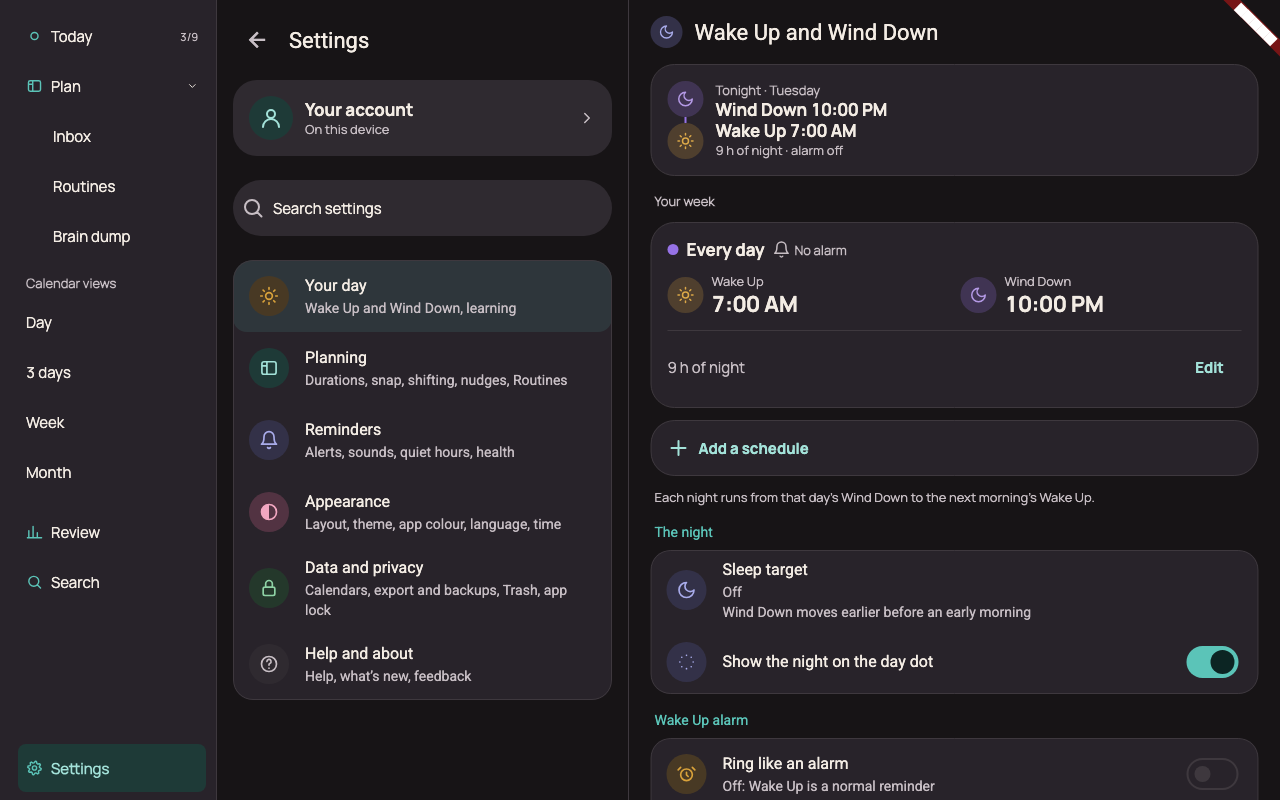 Today
3/9
Plan
Inbox
Routines
Brain dump
Calendar views
Day
3 days
Week
Month
Review
Search
Settings
Settings
Your account
On this device
Search settings
Your day
Wake Up and Wind Down, learning
Planning
Durations, snap, shifting, nudges, Routines
Reminders
Alerts, sounds, quiet hours, health
Appearance
Layout, theme, app colour, language, time
Data and privacy
Calendars, export and backups, Trash, app
lock
Help and about
Help, what's new, feedback
Wake Up and Wind Down
Tonight · Tuesday
Wind Down 10:00 PM
Wake Up 7:00 AM
9 h of night · alarm off
Your week
Every day
No alarm
Wake Up
7:00 AM
Wind Down
10:00 PM
9 h of night
Edit
Add a schedule
Each night runs from that day's Wind Down to the next morning's Wake Up.
The night
Sleep target
Off
Wind Down moves earlier before an early morning
Show the night on the day dot
Wake Up alarm
Ring like an alarm
Off: Wake Up is a normal reminder